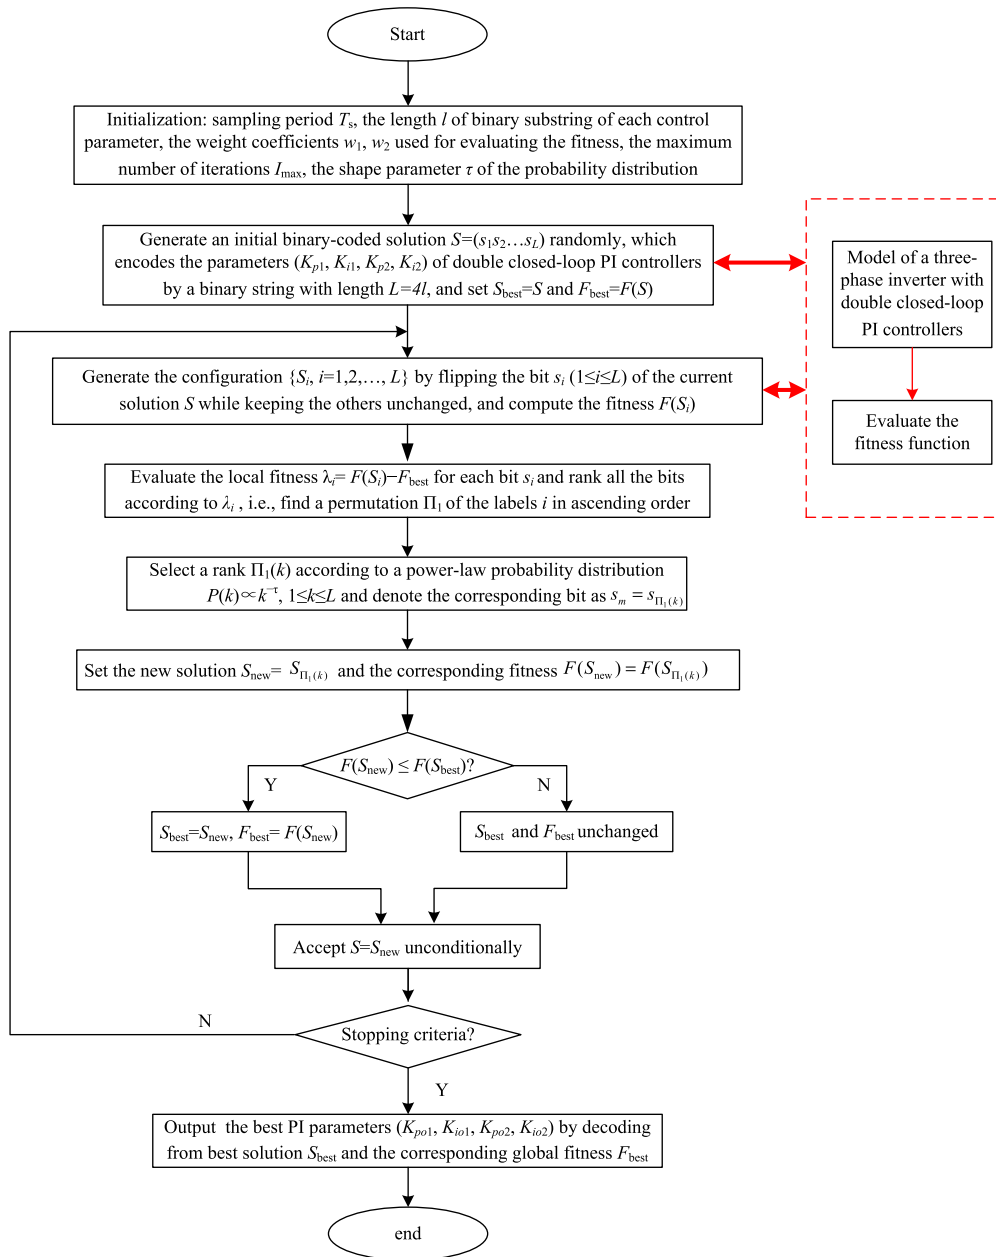 Start
Initialization: sampling period Tₛ, the length l of binary substring of each control
parameter, the weight coefficients w₁, w₂ used for evaluating the fitness, the maximum
number of iterations Imax, the shape parameter τ of the probability distribution
Generate an initial binary-coded solution S=(s₁s₂…s_L) randomly, which
encodes the parameters (Kp1, Ki1, Kp2, Ki2) of double closed-loop PI controllers
by a binary string with length L=4l, and set Sbest=S and Fbest=F(S)
Model of a three-
phase inverter with
double closed-loop
PI controllers
Generate the configuration {Si, i=1,2,…, L} by flipping the bit si (1≤i≤L) of the current
solution S while keeping the others unchanged, and compute the fitness F(Si)
Evaluate the
fitness function
Evaluate the local fitness λi= F(Si)−Fbest for each bit si and rank all the bits
according to λi , i.e., find a permutation Π1 of the labels i in ascending order
Select a rank Π1(k) according to a power-law probability distribution
P(k)∝k⁻ᵗ, 1≤k≤L and denote the corresponding bit as sm = sΠ1(k)
Set the new solution Snew= SΠ1(k) and the corresponding fitness F(Snew) = F(SΠ1(k))
F(Snew) ≤ F(Sbest)?
Y
N
Sbest=Snew, Fbest= F(Snew)
Sbest and Fbest unchanged
Accept S=Snew unconditionally
N
Stopping criteria?
Y
Output the best PI parameters (Kpo1, Kio1, Kpo2, Kio2) by decoding
from best solution Sbest and the corresponding global fitness Fbest
end